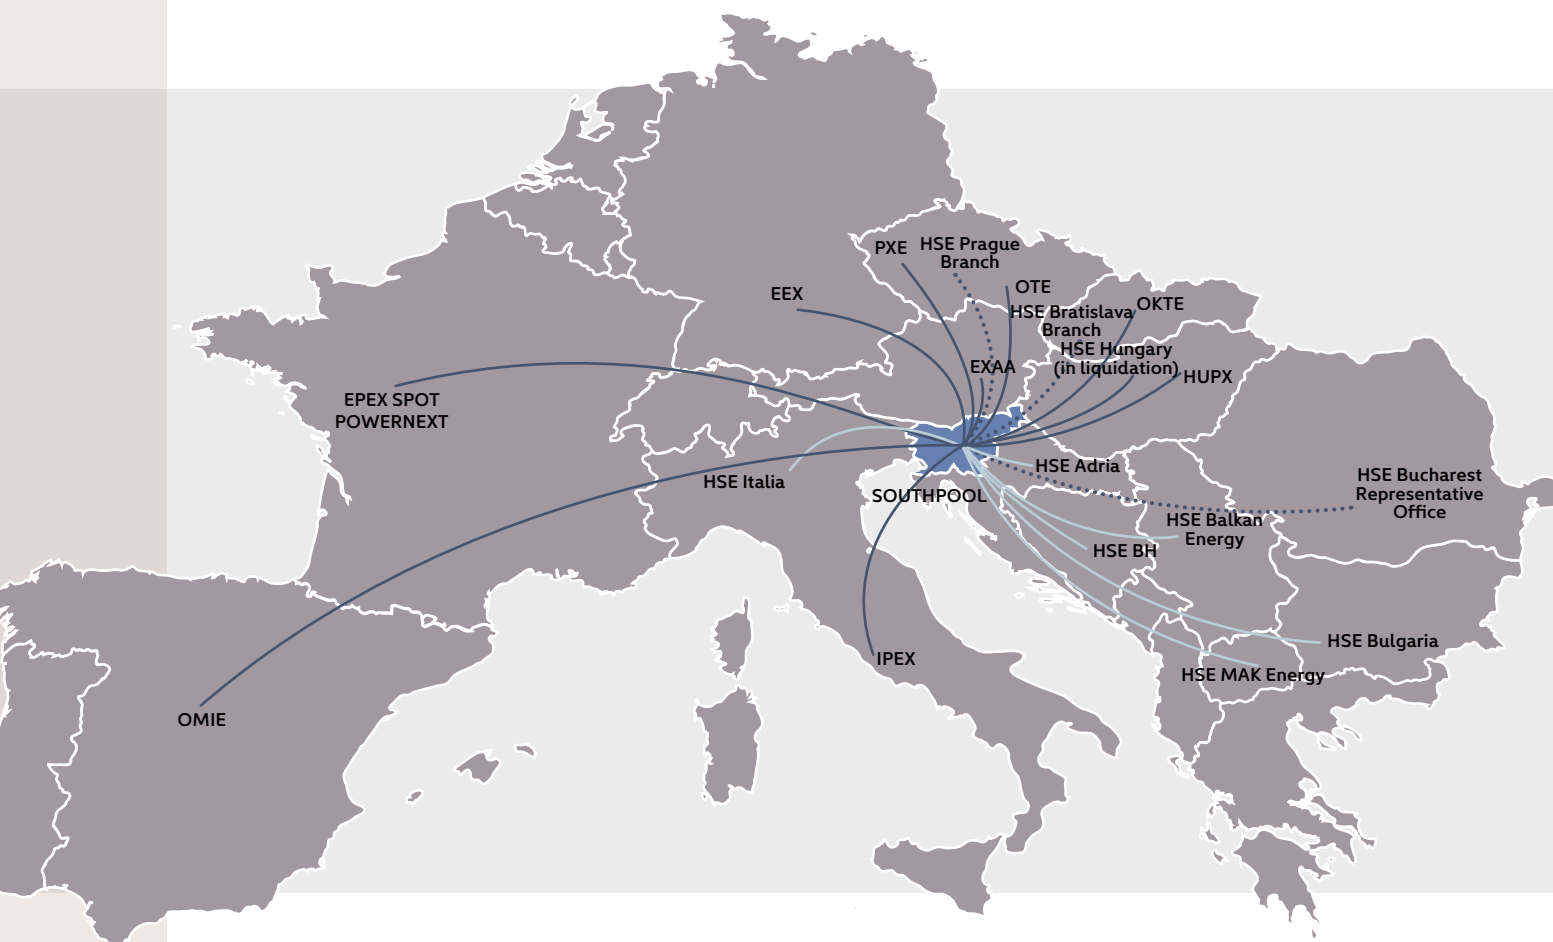 PXE
HSE Prague
Branch
EEX
OTE
HSE Bratislava
Branch
OKTE
HSE Hungary
(in liquidation)
EXAA
HUPX
EPEX SPOT
POWERNEXT
HSE Italia
HSE Adria
SOUTHPOOL
HSE Bucharest
Representative
Office
HSE Balkan
Energy
HSE BH
HSE Bulgaria
IPEX
HSE MAK Energy
OMIE